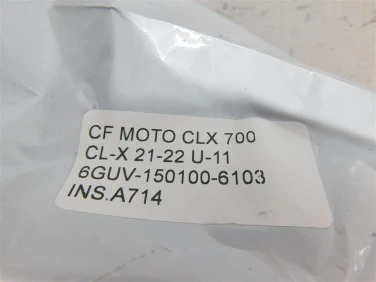 CF MOTO CLX 700
CL-X 21-22 U-11
6GUV-150100-6103
INS.A714